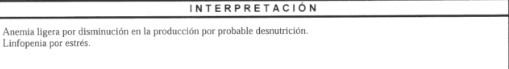 INTERPRETACIÓN
Anemia ligera por disminución en la producción por probable desnutrición.
Linfopenia por estrés.